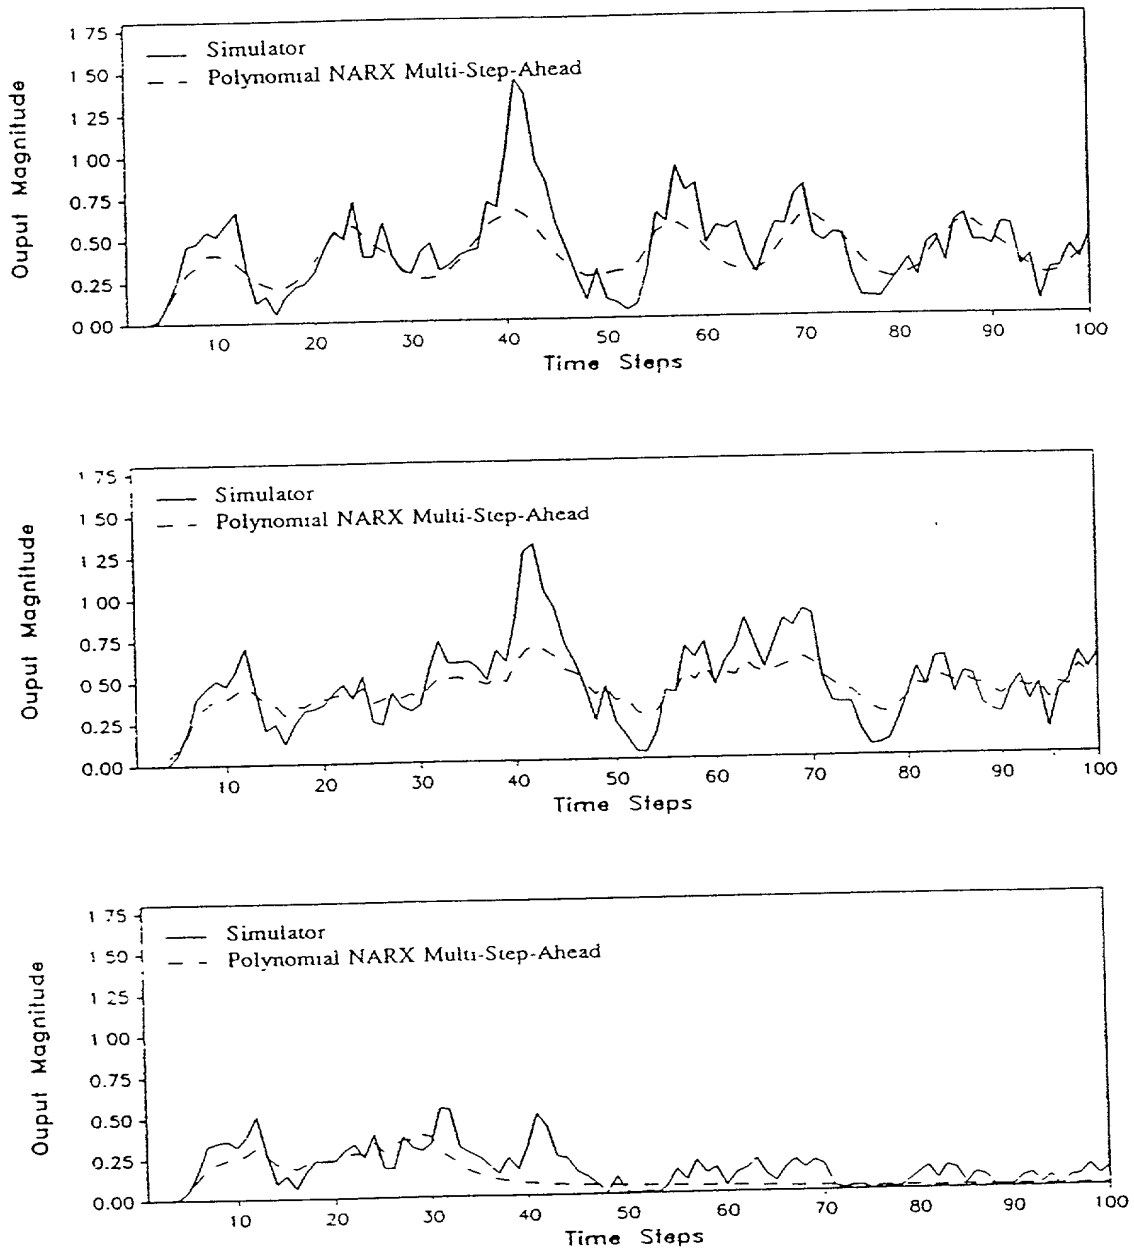 1 75
1 50
1 25
1 00
0.75
0.50
0.25
0 00
Ouput Magnitude
Simulator
Polynomial NARX Multi-Step-Ahead
10 20 30 40 50 60 70 80 90 100
Time Steps
1 75
1 50
1 25
1 00
0.75
0.50
0.25
0.00
Ouput Magnitude
Simulator
Polynomial NARX Multi-Step-Ahead
10 20 30 40 50 60 70 80 90 100
Time Steps
1 75
1 50
1 25
1 00
0.75
0.50
0.25
0.00
Ouput Magnitude
Simulator
Polynomial NARX Multi-Step-Ahead
10 20 30 40 50 60 70 80 90 100
Time Steps